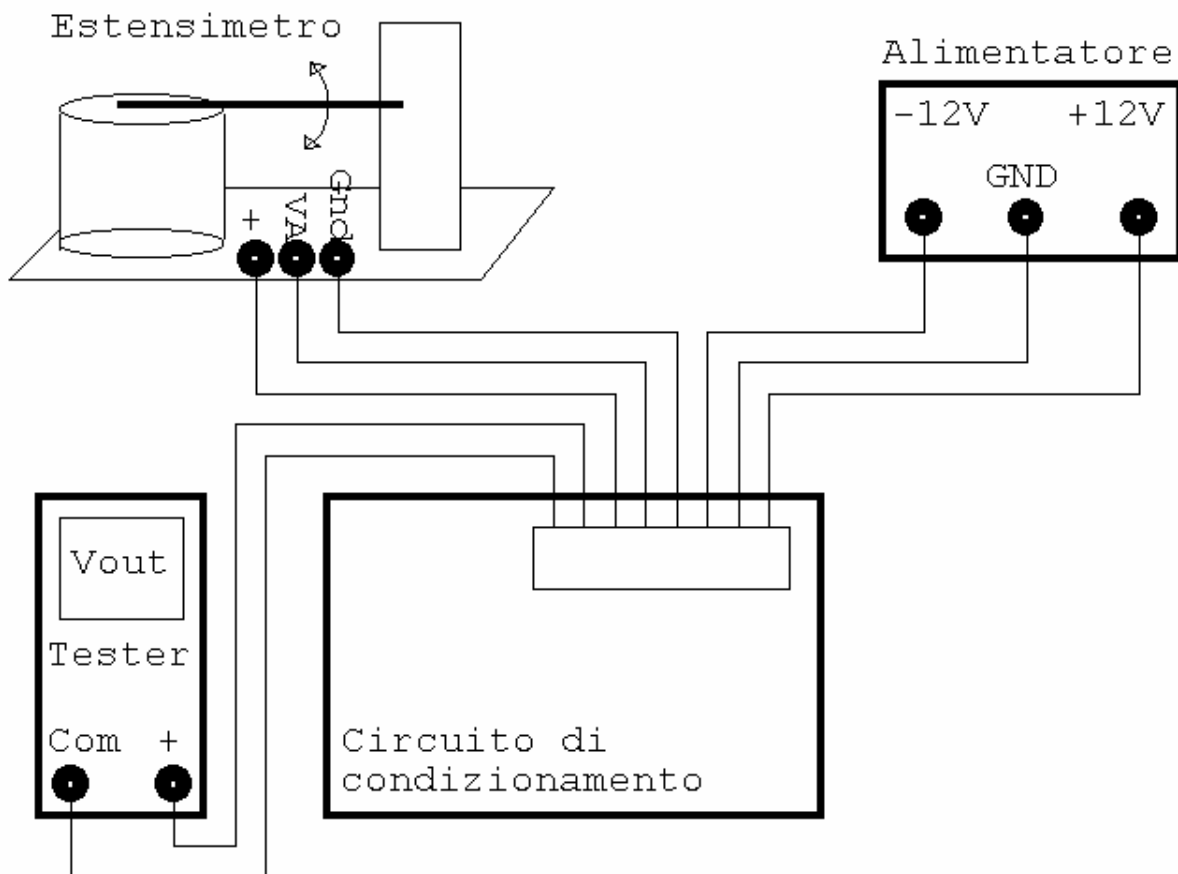 Estensimetro
+
VA
Gnd
Alimentatore
-12V +12V
GND
Vout
Tester
Com +
Circuito di
condizionamento